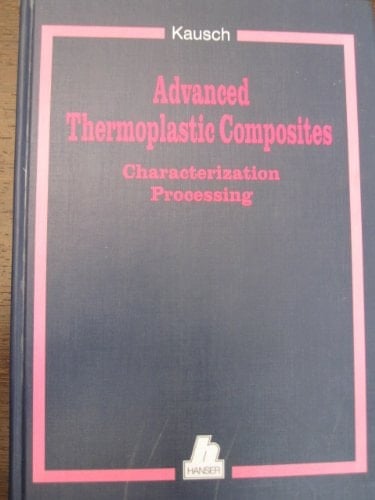 Kausch
Advanced
Thermoplastic Composites
Characterization
Processing
h
HANSER